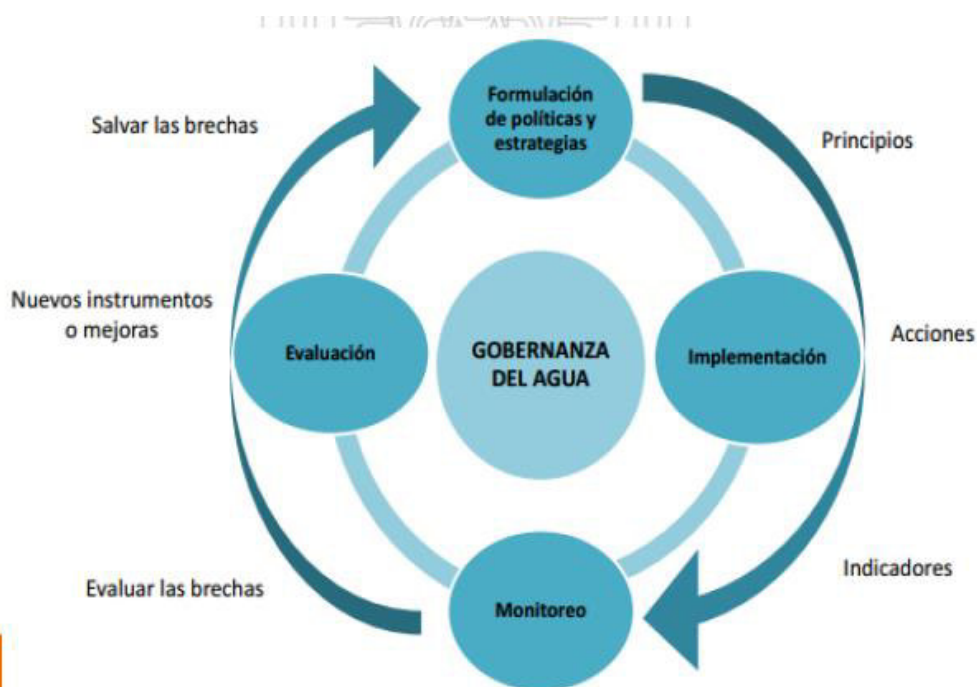 Formulación
de políticas y
estrategias
Salvar las brechas
Principios
Nuevos instrumentos
o mejoras
Evaluación
GOBERNANZA
DEL AGUA
Implementación
Acciones
Evaluar las brechas
Monitoreo
Indicadores